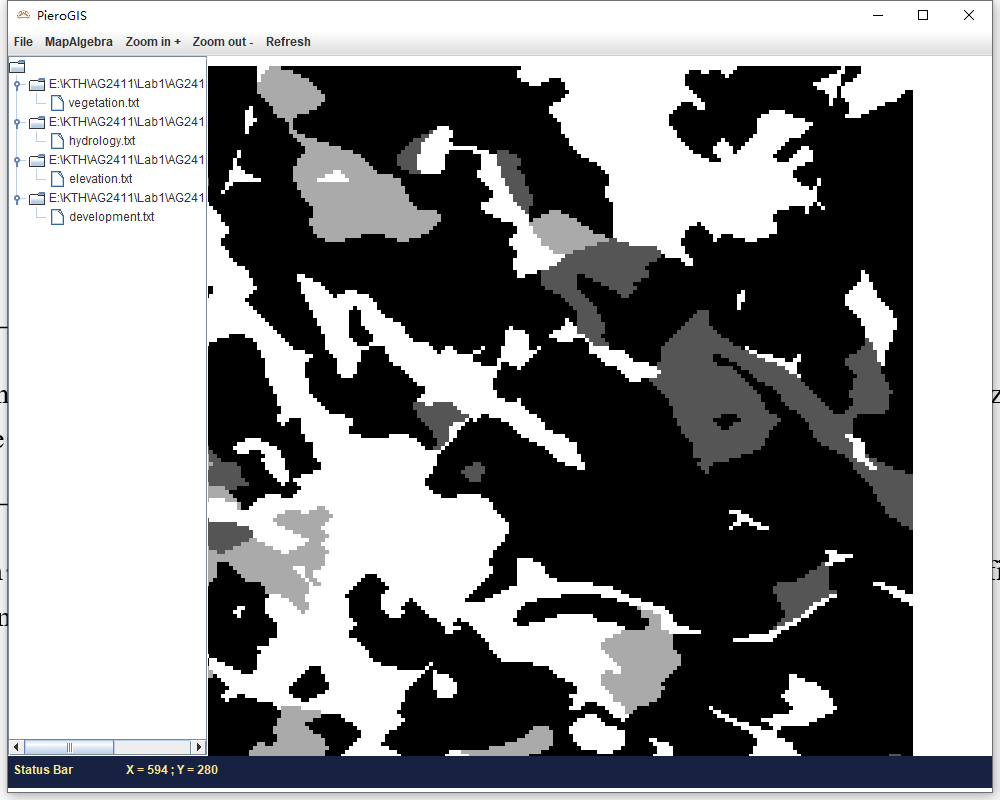 PieroGIS
File MapAlgebra Zoom in + Zoom out - Refresh
E:\KTH\AG2411\Lab1\AG241
vegetation.txt
E:\KTH\AG2411\Lab1\AG241
hydrology.txt
E:\KTH\AG2411\Lab1\AG241
elevation.txt
E:\KTH\AG2411\Lab1\AG241
development.txt
Status Bar X = 594 ; Y = 280